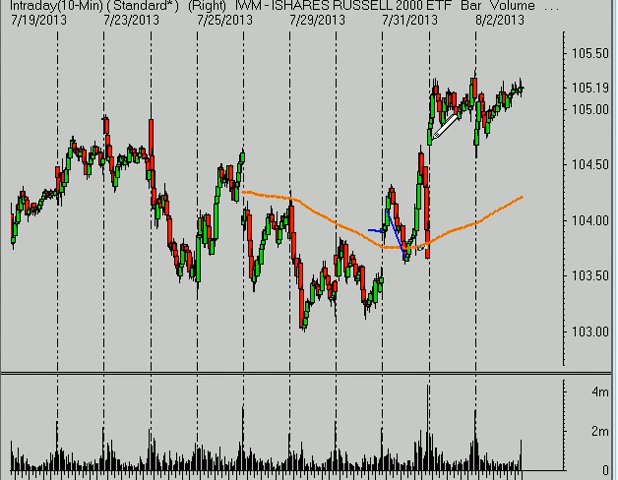 Intraday(10-Min) (Standard*) (Right) IWM - ISHARES RUSSELL 2000 ETF Bar Volume ...
7/19/2013 7/23/2013 7/25/2013 7/29/2013 7/31/2013 8/2/2013
105.50
105.19
105.00
104.50
104.00
103.50
103.00
4m
2m
0